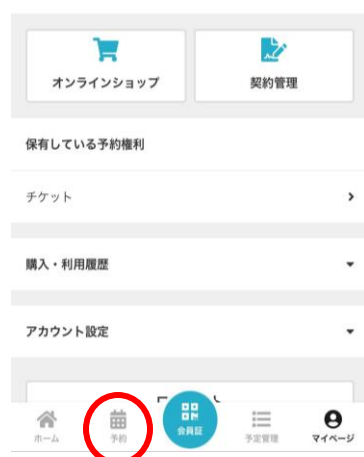 オンラインショップ
契約管理
保有している予約権利
チケット
購入・利用履歴
アカウント設定
ホーム
予約
会員証
予定管理
マイページ